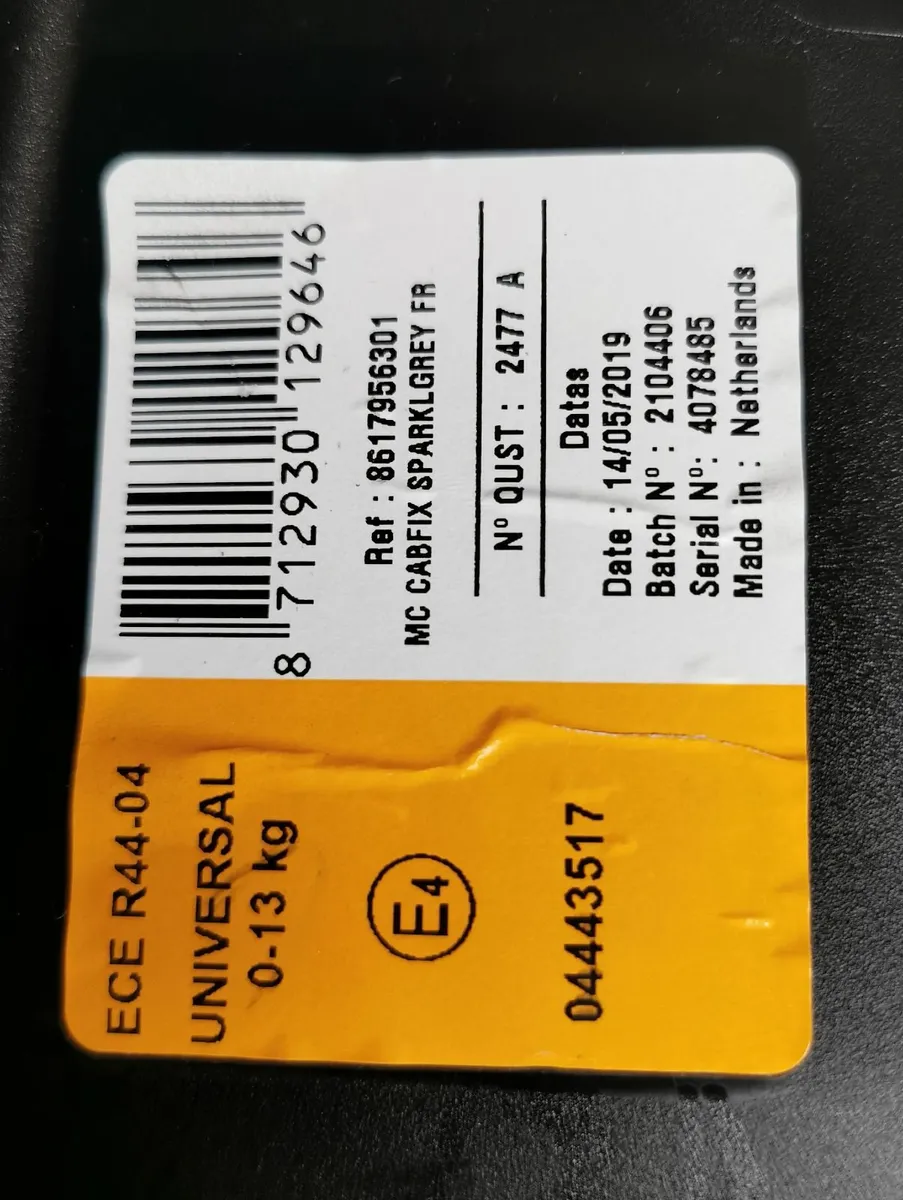 ECE R44-04
UNIVERSAL
0-13 kg
E4
0443517
8 712930 129646
Ref : 8617956301
MC CABFIX SPARKLGREY FR
N° QUST : 2477 A
Datas
Date : 14/05/2019
Batch N° : 2104406
Serial N°: 4078485
Made in : Netherlands